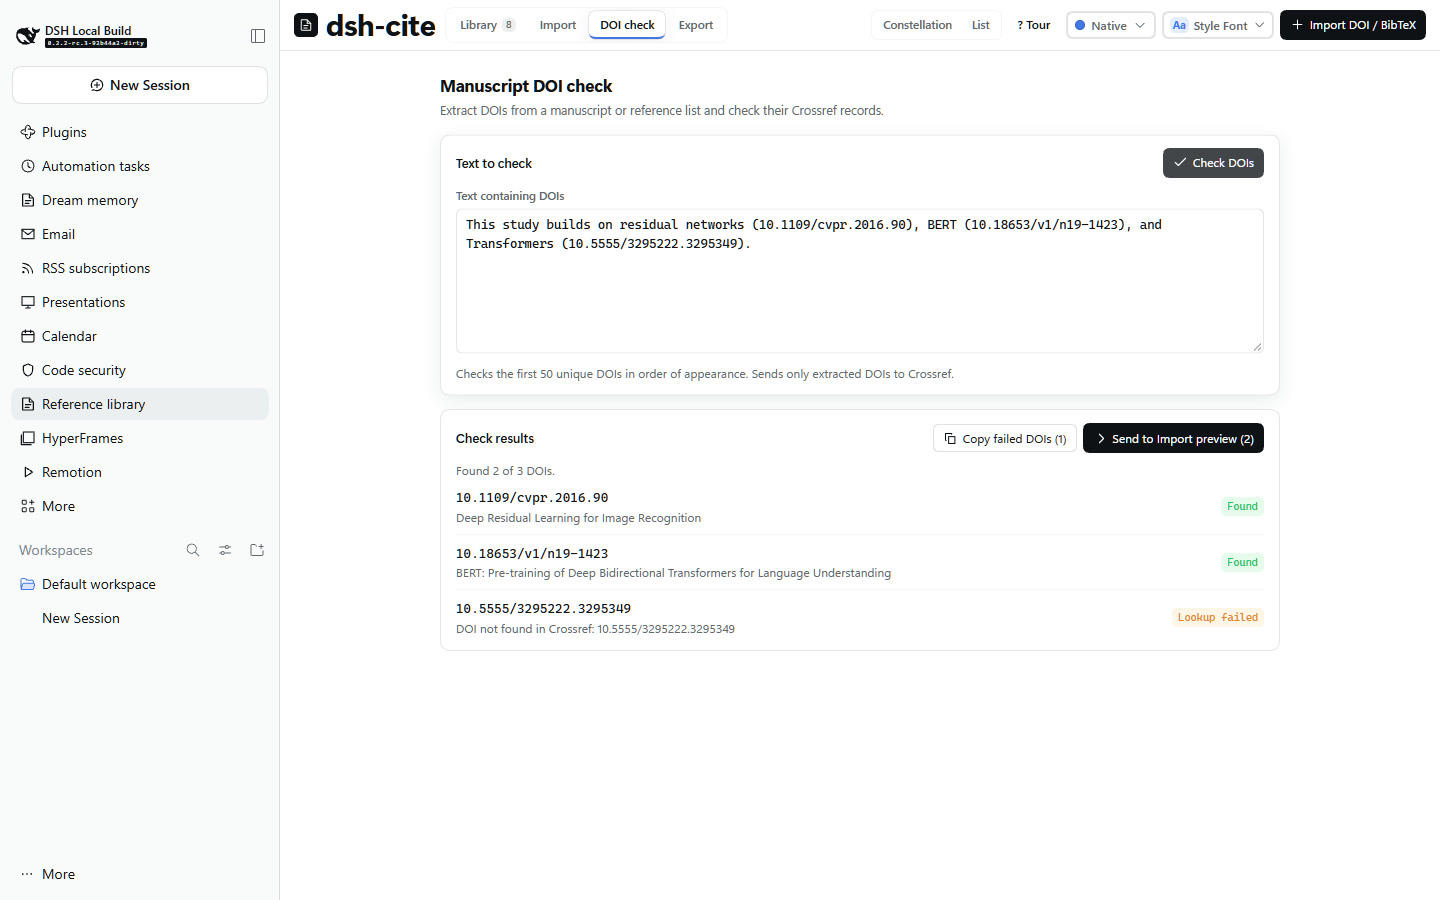 DSH Local Build
0.2.2-rc.3-92b44a2-dirty
New Session
Plugins
Automation tasks
Dream memory
Email
RSS subscriptions
Presentations
Calendar
Code security
Reference library
HyperFrames
Remotion
More
Workspaces
Default workspace
New Session
More
dsh-cite
Library 8
Import
DOI check
Export
Constellation
List
? Tour
Native
Aa Style Font
Import DOI / BibTeX
Manuscript DOI check
Extract DOIs from a manuscript or reference list and check their Crossref records.
Text to check
Check DOIs
Text containing DOIs
This study builds on residual networks (10.1109/cvpr.2016.90), BERT (10.18653/v1/n19-1423), and
Transformers (10.5555/3295222.3295349).
Checks the first 50 unique DOIs in order of appearance. Sends only extracted DOIs to Crossref.
Check results
Copy failed DOIs (1)
Send to Import preview (2)
Found 2 of 3 DOIs.
10.1109/cvpr.2016.90
Deep Residual Learning for Image Recognition
Found
10.18653/v1/n19-1423
BERT: Pre-training of Deep Bidirectional Transformers for Language Understanding
Found
10.5555/3295222.3295349
DOI not found in Crossref: 10.5555/3295222.3295349
Lookup failed